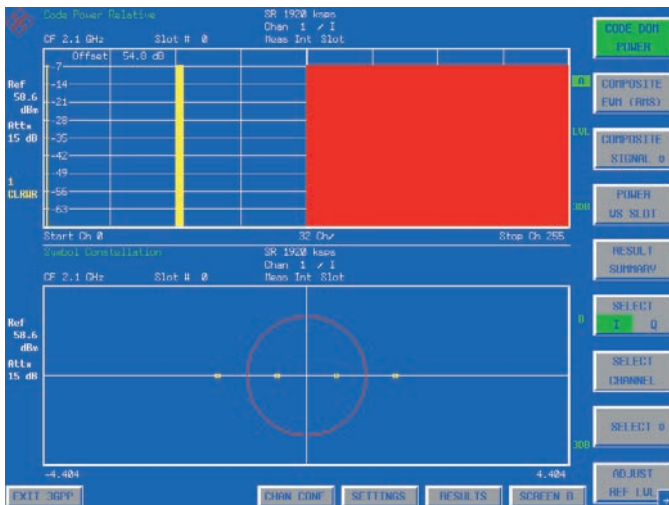 Code Power Relative
SR 1920 ksps
Chan 1 / I
CF 2.1 GHz Slot # 0 Meas Int Slot
Offset 54.8 dB
Ref
58.6
dBm
Att*
15 dB
1
CLRWR
-7
-14
-21
-28
-35
-42
-49
-56
-63
A
LVL
3DB
Start Ch 0 32 Ch/ Stop Ch 255
Symbol Constellation
SR 1920 ksps
Chan 1 / I
CF 2.1 GHz Slot # 0 Meas Int Slot
Ref
58.6
dBm
Att*
15 dB
3DB
-4.404 4.404
CODE DOM
POWER
COMPOSITE
EVM (RMS)
COMPOSITE
SIGNAL
POWER
VS SLOT
RESULT
SUMMARY
SELECT
I Q
SELECT
CHANNEL
SELECT
ADJUST
REF LVL
EXIT 3GPP
CHAN CONF
SETTINGS
RESULTS
SCREEN